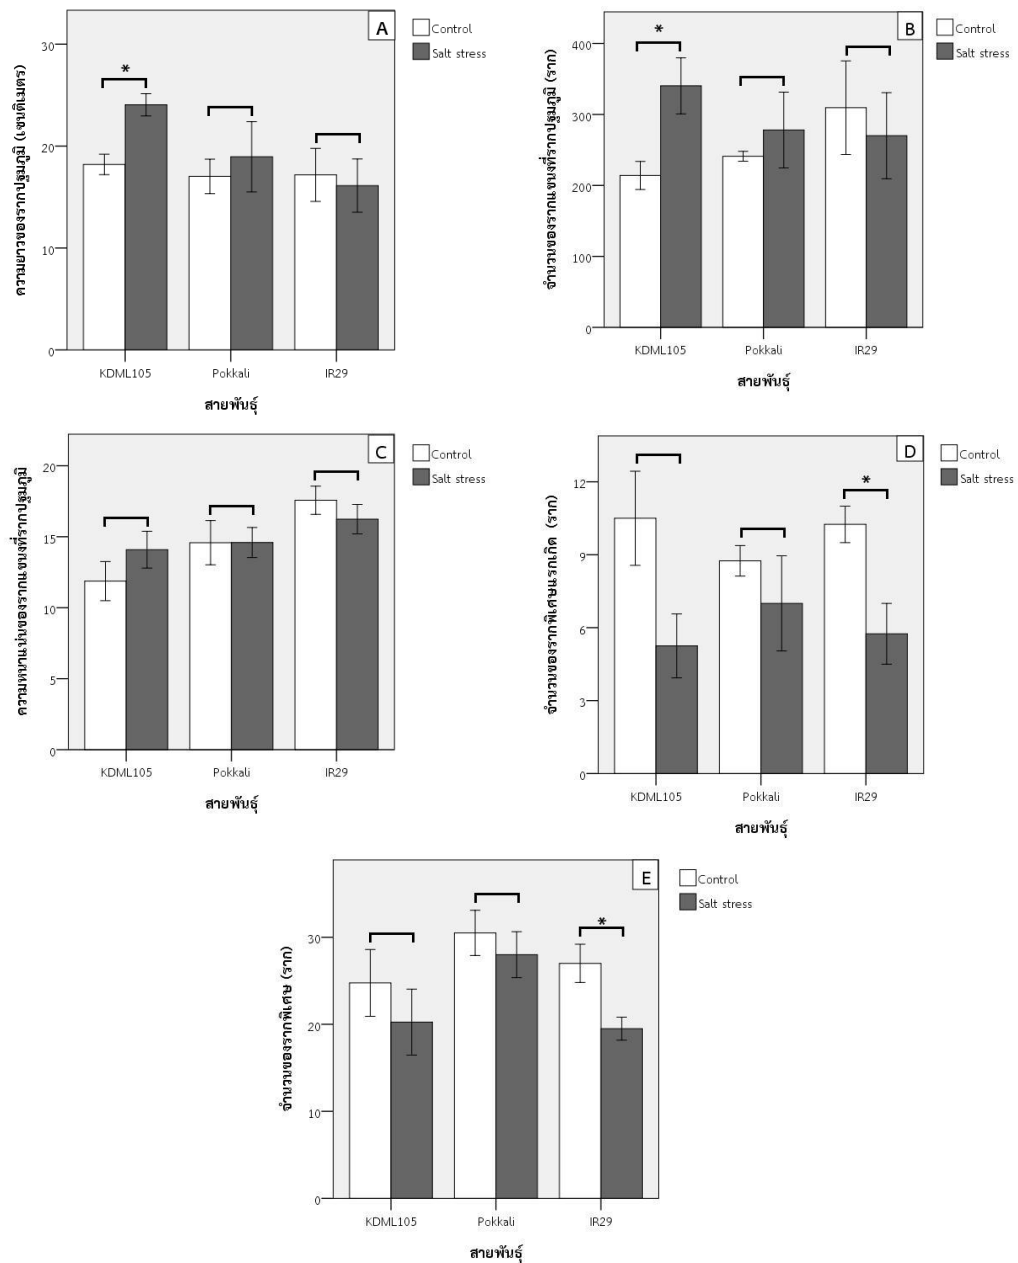 A
Control
Salt stress
*
30
20
10
0
ความยาวของรากปฐมภูมิ (เซนติเมตร)
KDML105 Pokkali IR29
สายพันธุ์
B
Control
Salt stress
*
400
300
200
100
0
จำนวนของรากแขนงที่รากปฐมภูมิ (ราก)
KDML105 Pokkali IR29
สายพันธุ์
C
Control
Salt stress
20
15
10
5
0
ความหนาแน่นของรากแขนงที่รากปฐมภูมิ
KDML105 Pokkali IR29
สายพันธุ์
D
Control
Salt stress
*
12
9
6
3
0
จำนวนของรากพิเศษแรกเกิด (ราก)
KDML105 Pokkali IR29
สายพันธุ์
E
Control
Salt stress
*
30
20
10
0
จำนวนของรากพิเศษ (ราก)
KDML105 Pokkali IR29
สายพันธุ์